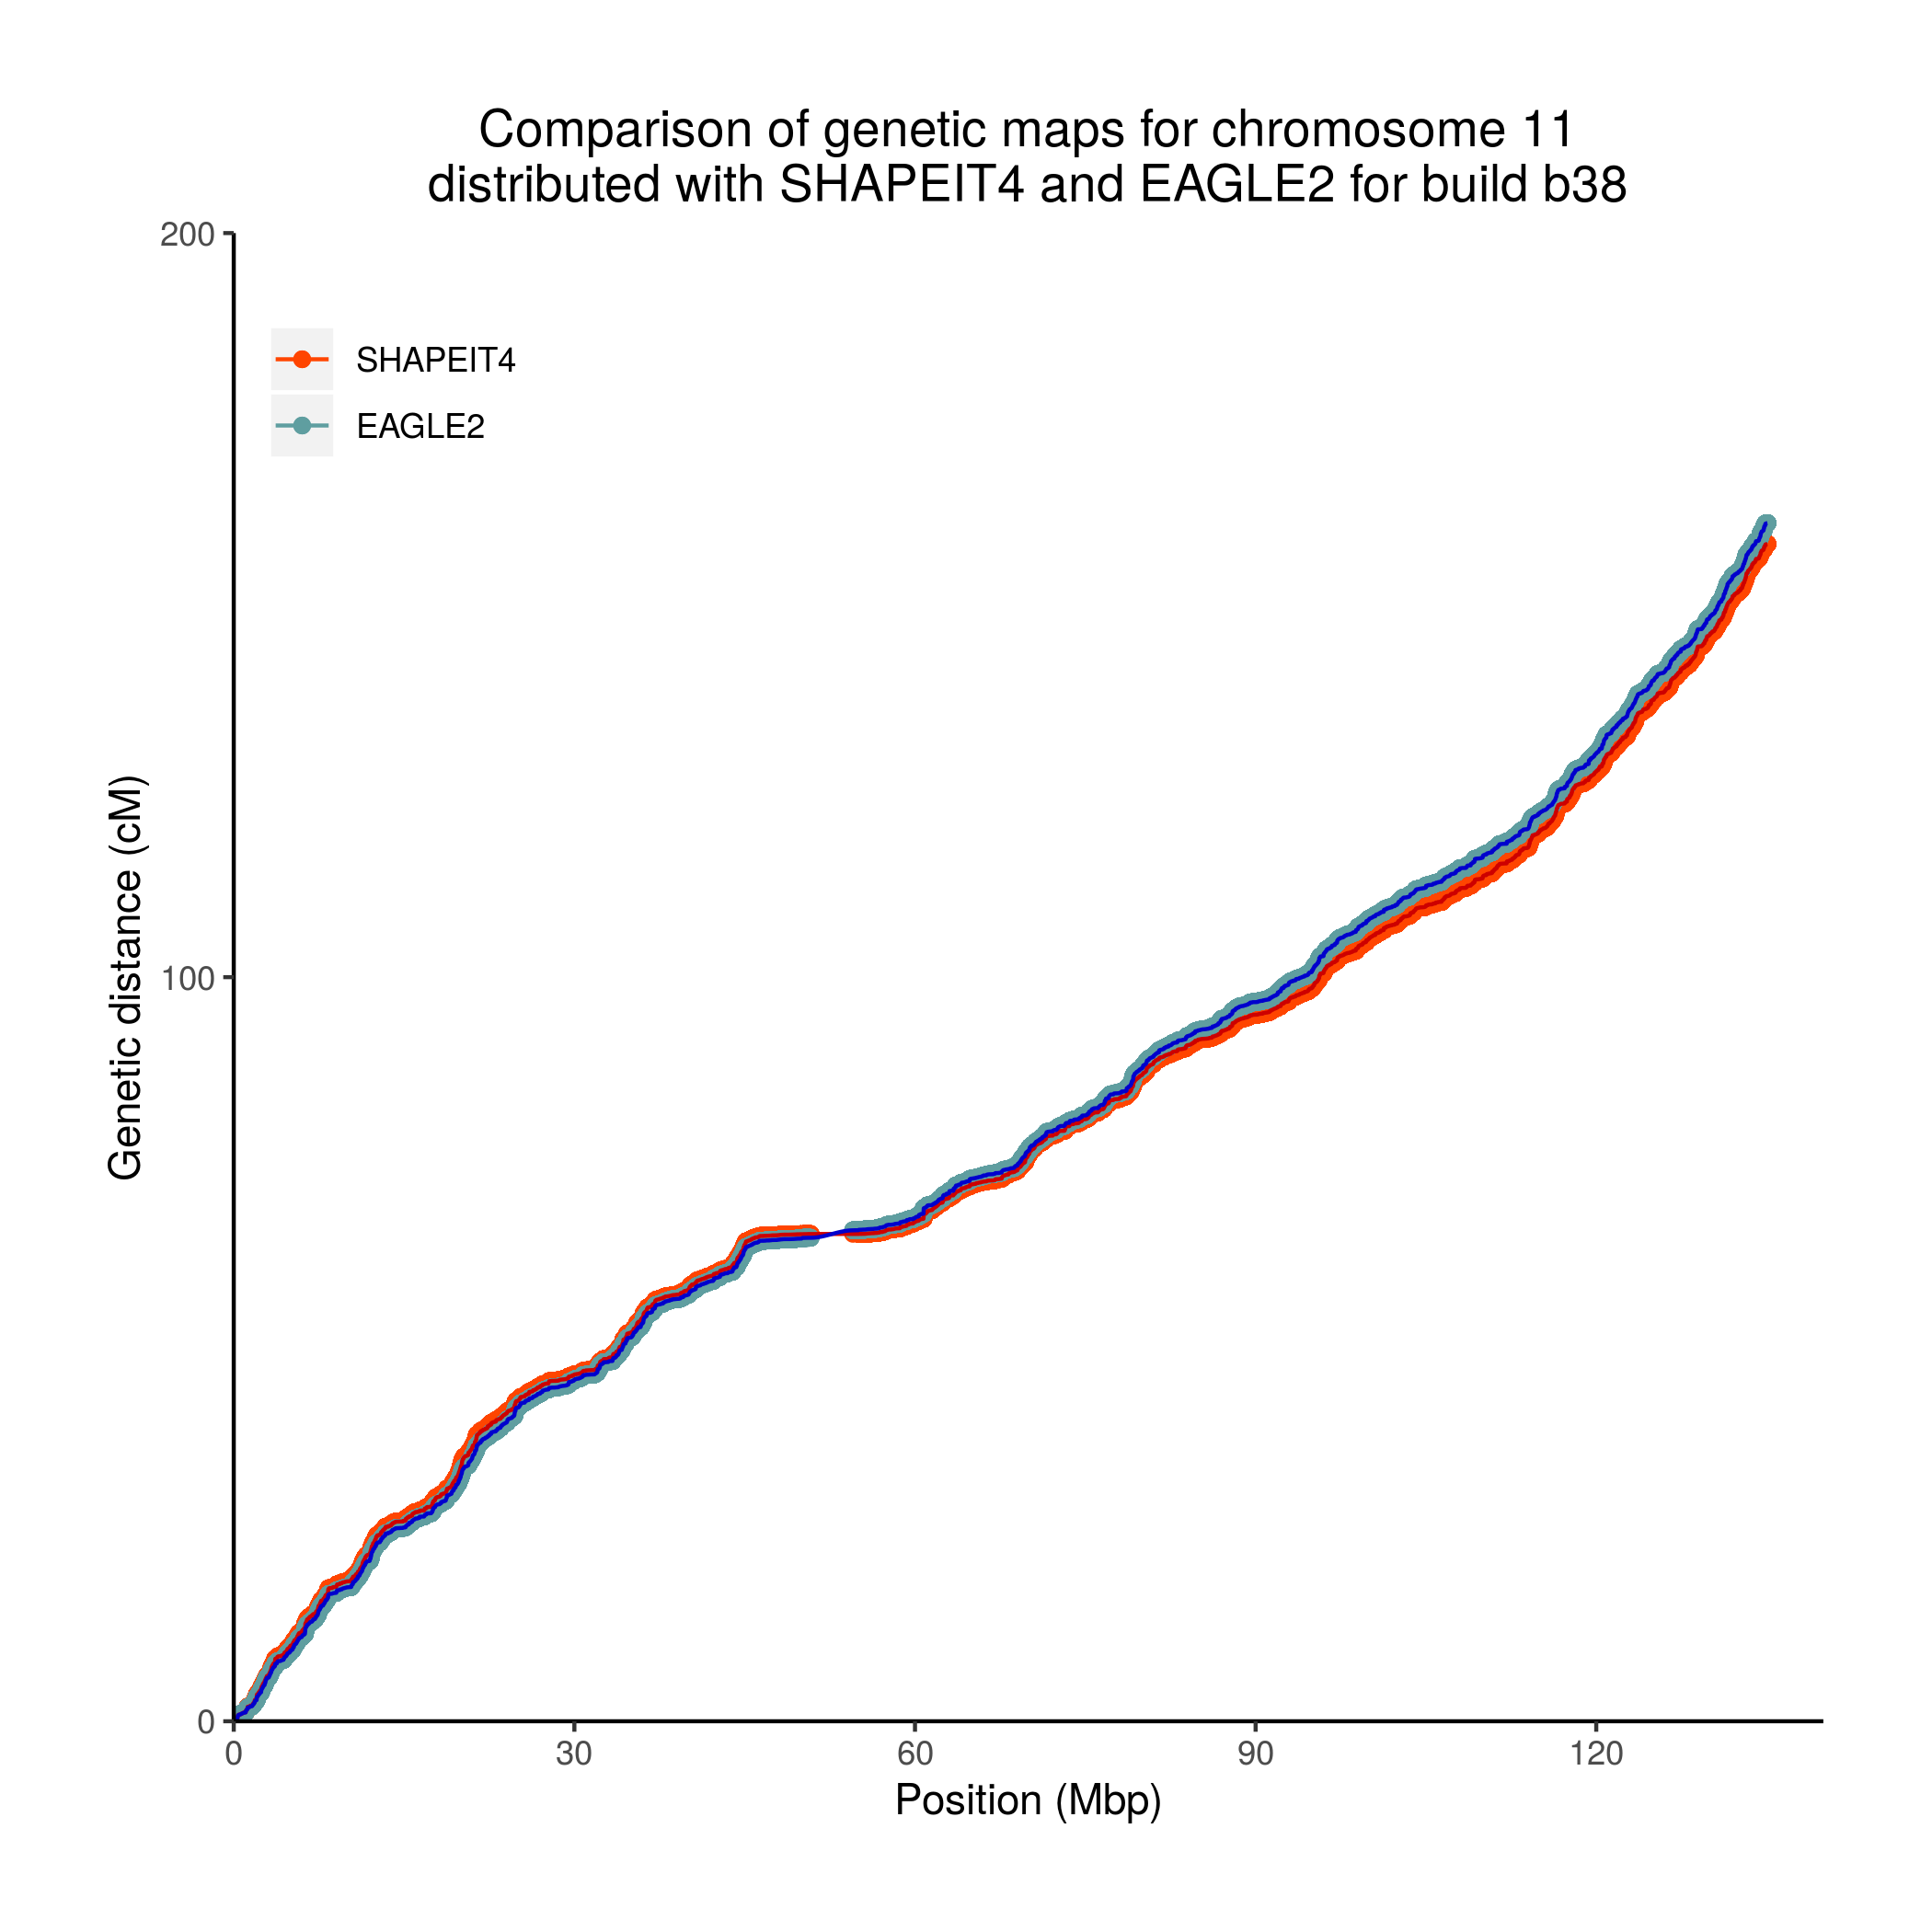 Comparison of genetic maps for chromosome 11
distributed with SHAPEIT4 and EAGLE2 for build b38
200
SHAPEIT4
EAGLE2
Genetic distance (cM)
100
0
0 30 60 90 120
Position (Mbp)